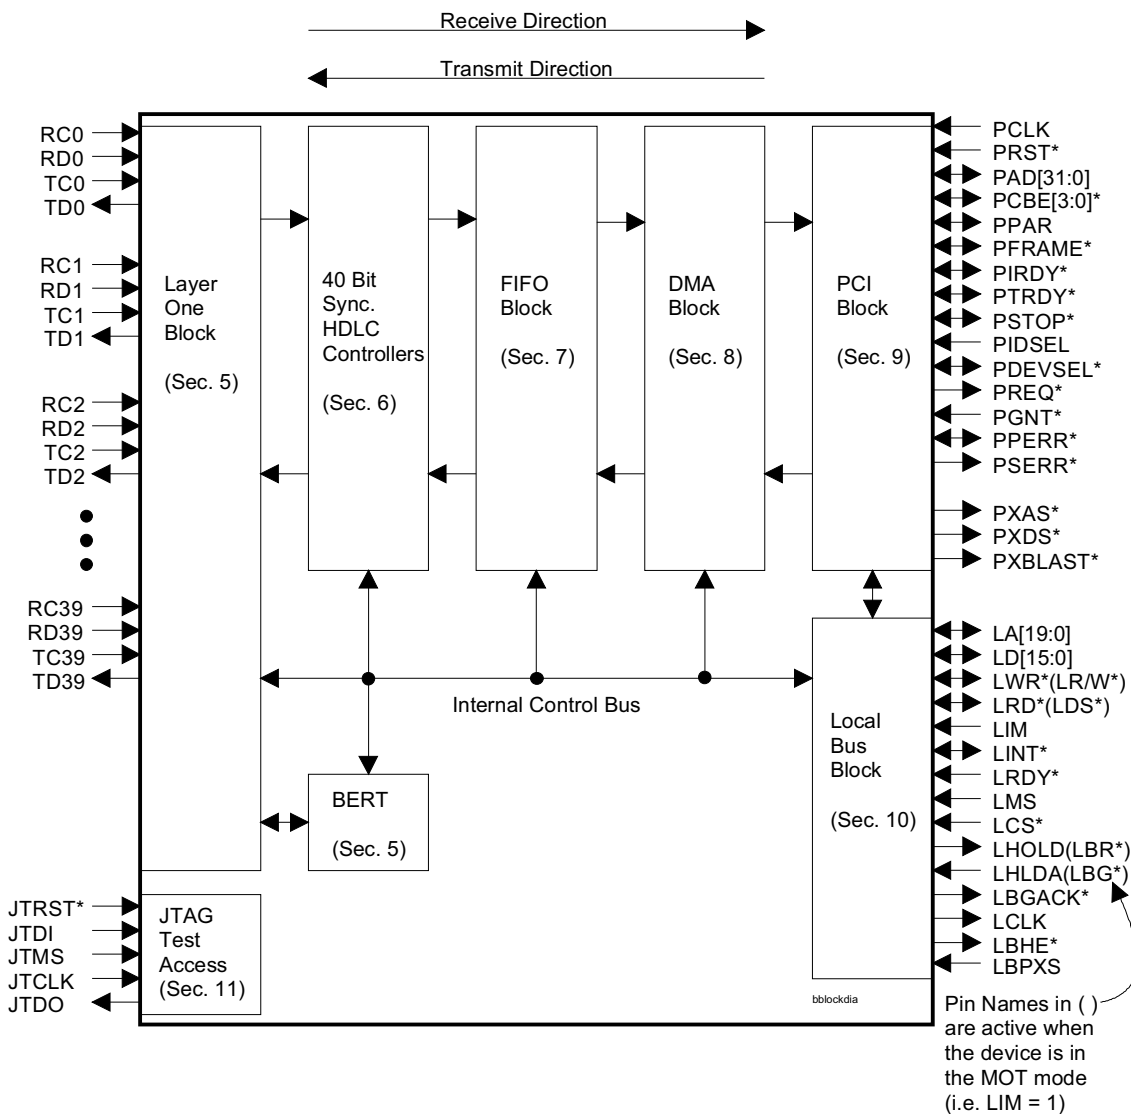 Receive Direction
Transmit Direction
RC0
RD0
TC0
TD0
RC1
RD1
TC1
TD1
RC2
RD2
TC2
TD2
RC39
RD39
TC39
TD39
JTRST*
JTDI
JTMS
JTCLK
JTDO
Layer
One
Block
(Sec. 5)
40 Bit
Sync.
HDLC
Controllers
(Sec. 6)
FIFO
Block
(Sec. 7)
DMA
Block
(Sec. 8)
PCI
Block
(Sec. 9)
Internal Control Bus
BERT
(Sec. 5)
Local
Bus
Block
(Sec. 10)
JTAG
Test
Access
(Sec. 11)
bblockdia
PCLK
PRST*
PAD[31:0]
PCBE[3:0]*
PPAR
PFRAME*
PIRDY*
PTRDY*
PSTOP*
PIDSEL
PDEVSEL*
PREQ*
PGNT*
PPERR*
PSERR*
PXAS*
PXDS*
PXBLAST*
LA[19:0]
LD[15:0]
LWR*(LR/W*)
LRD*(LDS*)
LIM
LINT*
LRDY*
LMS
LCS*
LHOLD(LBR*)
LHLDA(LBG*)
LBGACK*
LCLK
LBHE*
LBPXS
Pin Names in ( )
are active when
the device is in
the MOT mode
(i.e. LIM = 1)